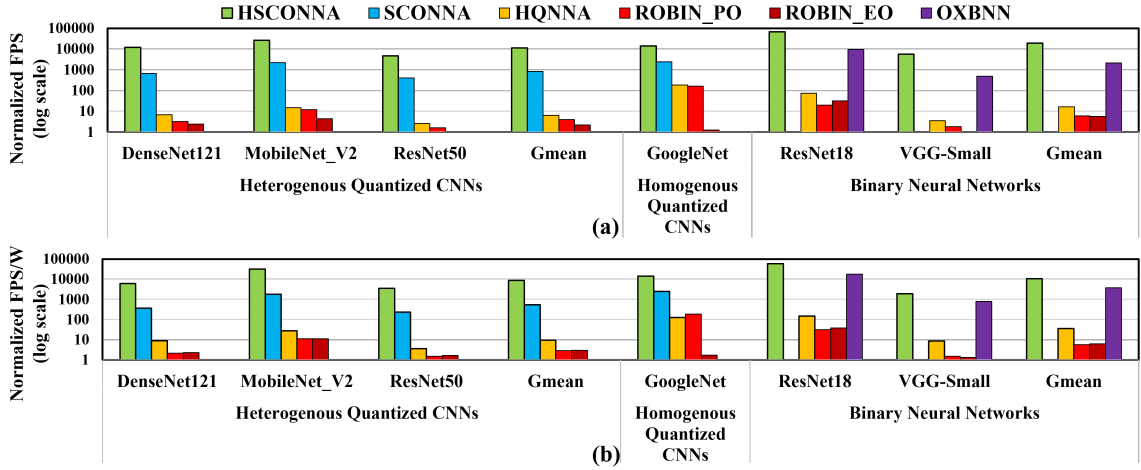 HSCONNA SCONNA HQNNA ROBIN_PO ROBIN_EO OXBNN
Normalized FPS
(log scale)
100000
10000
1000
100
10
1
DenseNet121 MobileNet_V2 ResNet50 Gmean GoogleNet ResNet18 VGG-Small Gmean
Heterogenous Quantized CNNs Homogenous Quantized CNNs Binary Neural Networks
(a)
Normalized FPS/W
(log scale)
100000
10000
1000
100
10
1
DenseNet121 MobileNet_V2 ResNet50 Gmean GoogleNet ResNet18 VGG-Small Gmean
Heterogenous Quantized CNNs Homogenous Quantized CNNs Binary Neural Networks
(b)